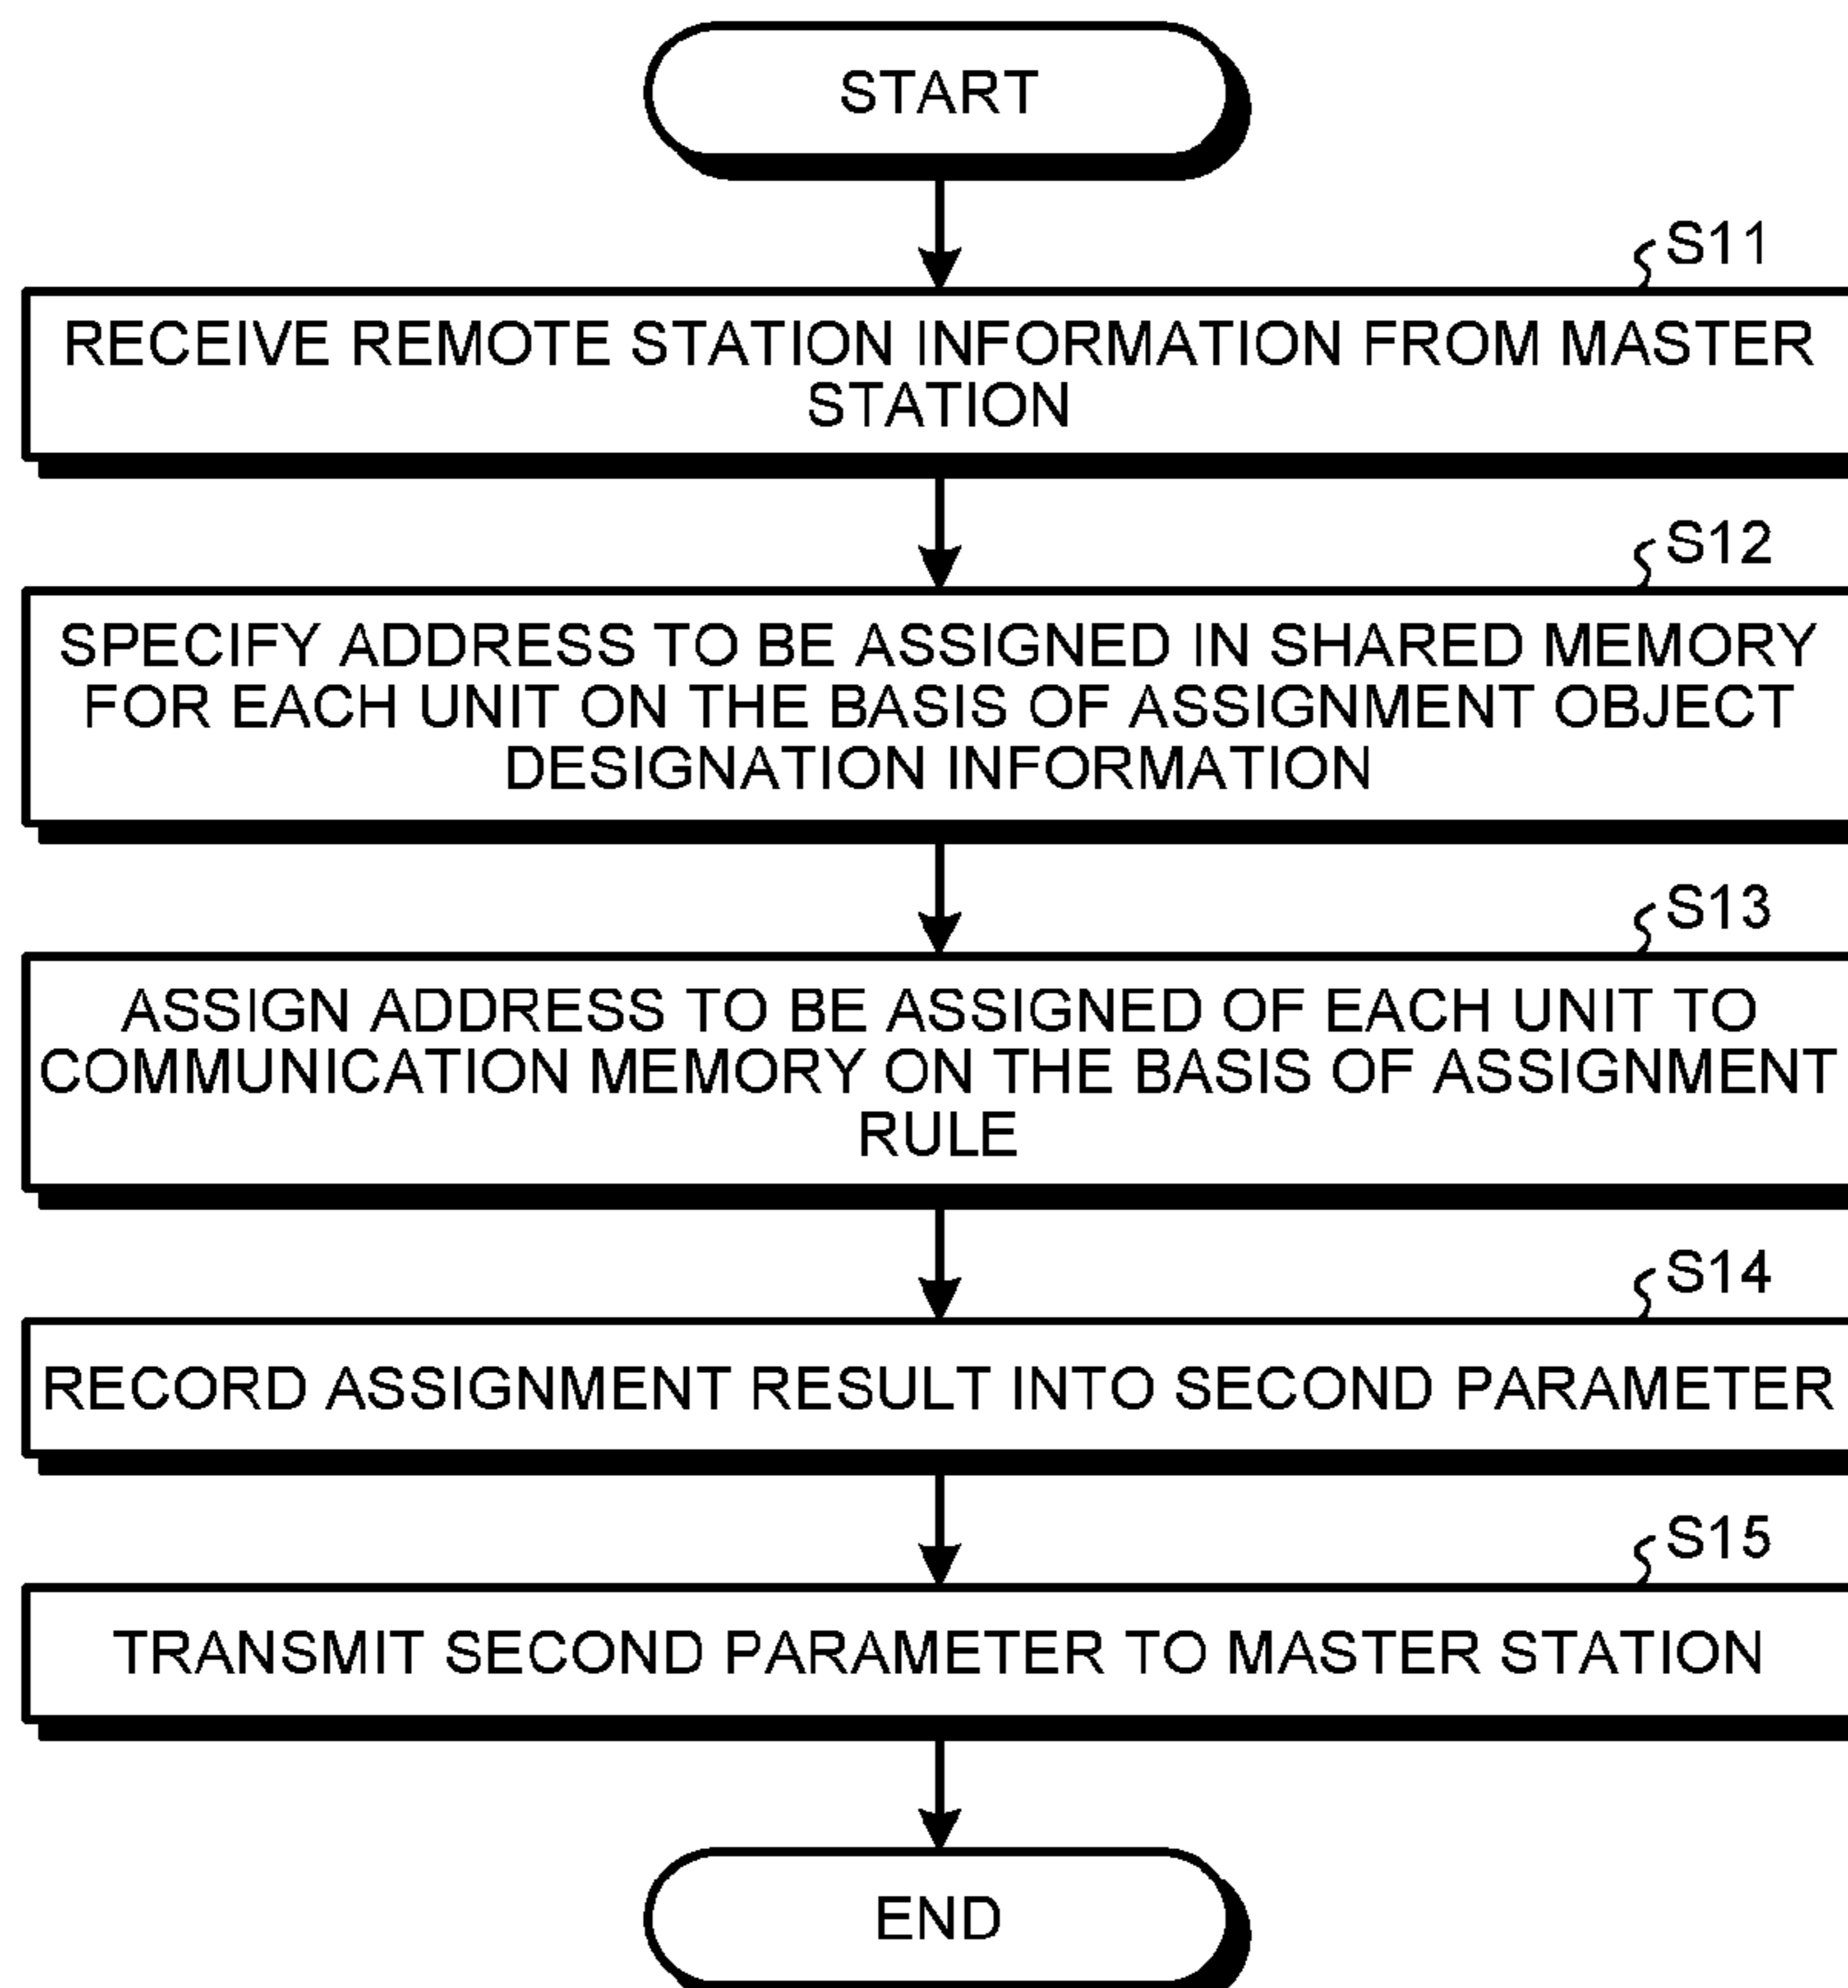 START
S11
RECEIVE REMOTE STATION INFORMATION FROM MASTER
STATION
S12
SPECIFY ADDRESS TO BE ASSIGNED IN SHARED MEMORY
FOR EACH UNIT ON THE BASIS OF ASSIGNMENT OBJECT
DESIGNATION INFORMATION
S13
ASSIGN ADDRESS TO BE ASSIGNED OF EACH UNIT TO
COMMUNICATION MEMORY ON THE BASIS OF ASSIGNMENT
RULE
S14
RECORD ASSIGNMENT RESULT INTO SECOND PARAMETER
S15
TRANSMIT SECOND PARAMETER TO MASTER STATION
END